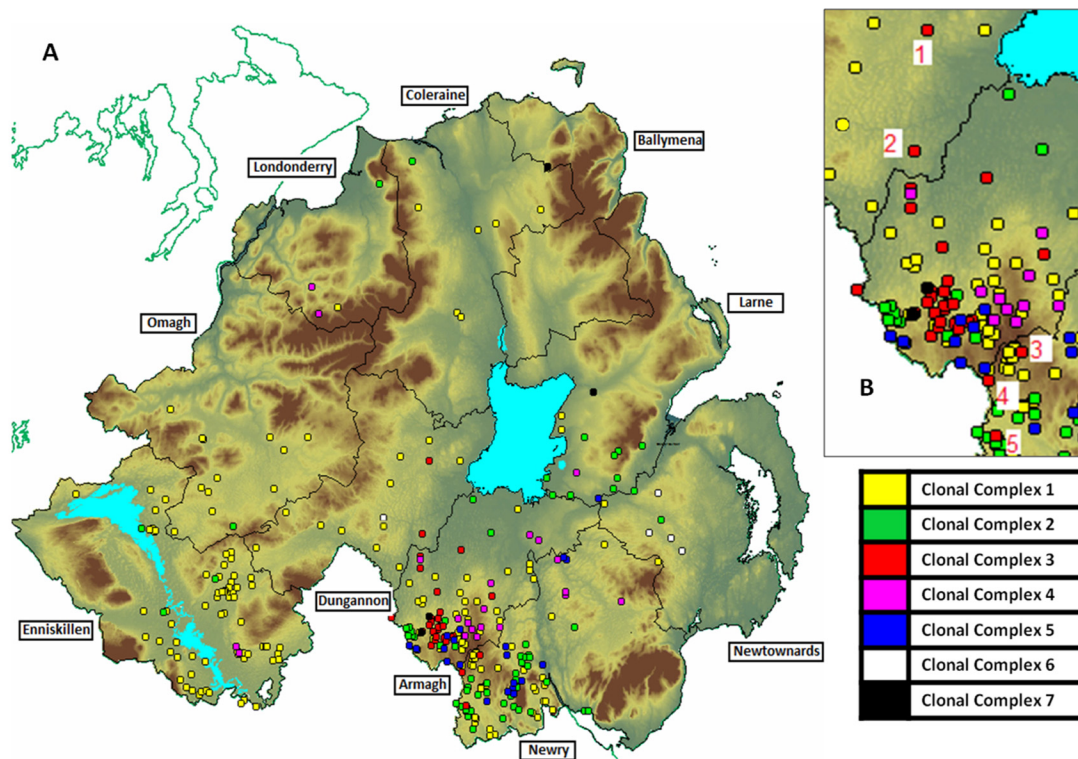 A
Coleraine
Ballymena
Londonderry
Larne
Omagh
Enniskillen
Dungannon
Armagh
Newry
Newtownards
1
2
3
4
5
B
Clonal Complex 1
Clonal Complex 2
Clonal Complex 3
Clonal Complex 4
Clonal Complex 5
Clonal Complex 6
Clonal Complex 7